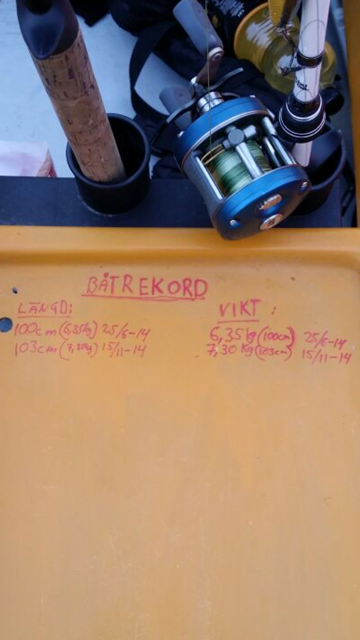 BÅTREKORD
LÄNGD:
100cm (6,35kg) 25/6-14
103cm (7,30kg) 15/11-14
VIKT:
6,35kg (100cm) 25/6-14
7,30kg (103cm) 15/11-14